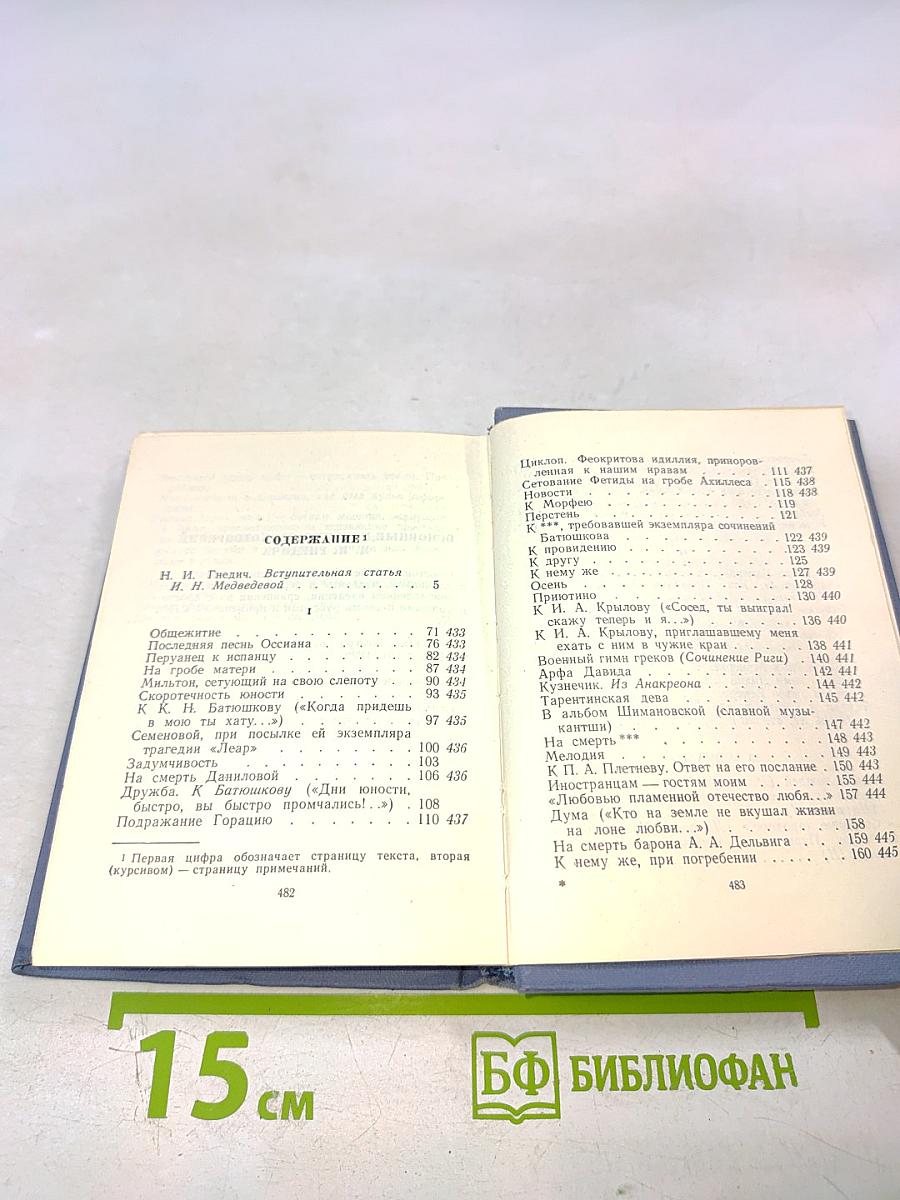 СОДЕРЖАНИЕ¹
Н. И. Гнедич. Вступительная статья
И. Н. Медведевой . . . . . . . . . . 5
I
Общежитие . . . . . . . . . . . 71 433
Последняя песнь Оссиана . . . . . . 76 433
Перуанец к испанцу . . . . . . . . 82 434
На гробе матери . . . . . . . . . 87 434
Мильтон, сетующий на свою слепоту . . 90 434
Скоротечность юности . . . . . . . 93 435
К К. Н. Батюшкову («Когда придешь
в мою ты хату...») . . . . . . . 97 435
Семеновой, при посылке ей экземпляра
трагедии «Леар» . . . . . . . . 100 436
Задумчивость . . . . . . . . . . 103
На смерть Даниловой . . . . . . . 106 436
Дружба. К Батюшкову («Дни юности,
быстро, вы быстро промчались!..») . 108
Подражание Горацию . . . . . . . 110 437
¹ Первая цифра обозначает страницу текста, вторая
(курсивом) — страницу примечаний.
482
Циклоп. Феокритова идиллия, приноров-
ленная к нашим нравам . . . . . 111 437
Сетование Фетиды на гробе Ахиллеса . 115 438
Новости . . . . . . . . . . . 118 438
К Морфею . . . . . . . . . . . 119
Перстень . . . . . . . . . . . 121
К ***, требовавшей экземпляра сочинений
Батюшкова . . . . . . . . . . 122 439
К провидению . . . . . . . . . 123 439
К другу . . . . . . . . . . . 125
К нему же . . . . . . . . . . 127 439
Осень . . . . . . . . . . . . 128
Приютино . . . . . . . . . . . 130 440
К И. А. Крылову («Сосед, ты выиграл!
скажу теперь и я...») . . . . . . 136 440
К И. А. Крылову, приглашавшему меня
ехать с ним в чужие краи . . . . . 138 441
Военный гимн греков (Сочинение Риги) . 140 441
Арфа Давида . . . . . . . . . . 142 441
Кузнечик. Из Анакреона . . . . . . 144 442
Тарентинская дева . . . . . . . . 145 442
В альбом Шимановской (славной музы-
кантши) . . . . . . . . . . . 147 442
На смерть *** . . . . . . . . . 148 443
Мелодия . . . . . . . . . . . 149 443
К П. А. Плетневу. Ответ на его послание . 150 443
Иностранцам — гостям моим . . . . . 155 444
«Любовью пламенной отечество любя...» 157 444
Дума («Кто на земле не вкушал жизни
на лоне любви...») . . . . . . . 158
На смерть барона А. А. Дельвига . . . 159 445
К нему же, при погребении . . . . . . 160 445
*
483
15 см
БФ БИБЛИОФАН